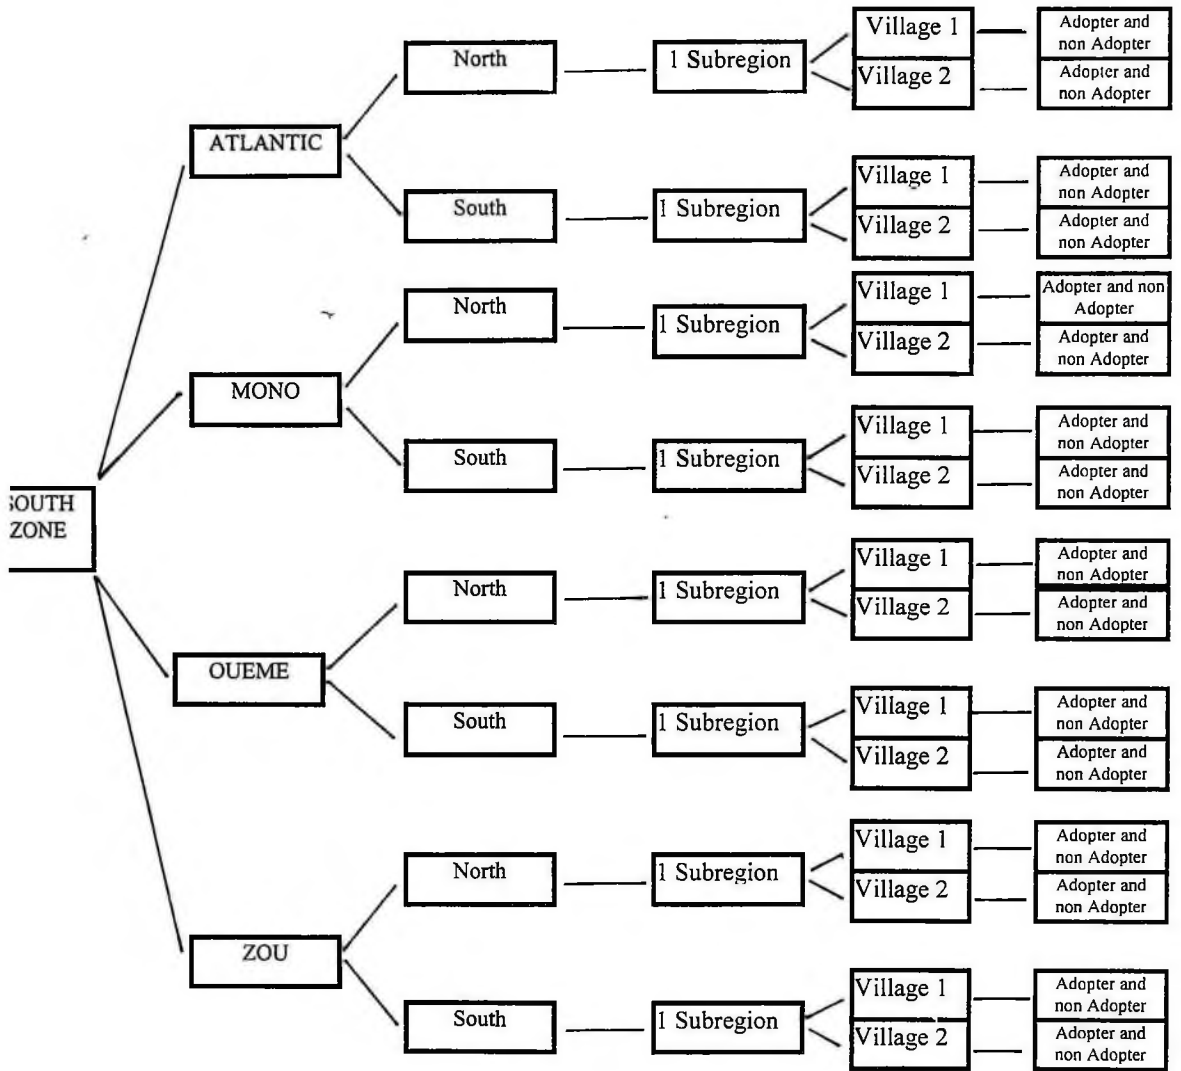 Village 1
Adopter and
non Adopter
North
1 Subregion
Village 2
Adopter and
non Adopter
ATLANTIC
Village 1
Adopter and
non Adopter
South
1 Subregion
Village 2
Adopter and
non Adopter
North
1 Subregion
Village 1
Adopter and non
Adopter
Village 2
Adopter and
non Adopter
MONO
Village 1
Adopter and
non Adopter
South
1 Subregion
Village 2
Adopter and
non Adopter
SOUTH
ZONE
Village 1
Adopter and
non Adopter
North
1 Subregion
Village 2
Adopter and
non Adopter
OUEME
Village 1
Adopter and
non Adopter
South
1 Subregion
Village 2
Adopter and
non Adopter
Village 1
Adopter and
non Adopter
North
1 Subregion
Village 2
Adopter and
non Adopter
ZOU
Village 1
Adopter and
non Adopter
South
1 Subregion
Village 2
Adopter and
non Adopter